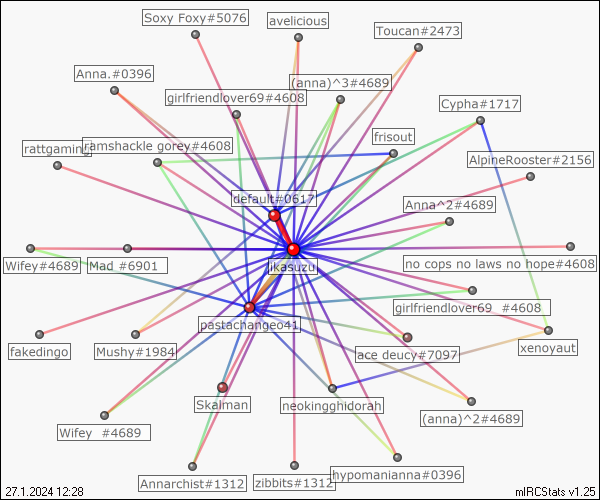 Soxy Foxy#5076
avelicious
Toucan#2473
Anna.#0396
(anna)^3#4689
girlfriendlover69#4608
Cypha#1717
frisout
rattgaming
ramshackle gorey#4608
AlpineRooster#2156
default#0617
Anna^2#4689
Wifey#4689
Mad_#6901
ikasuzu
no cops no laws no hope#4608
girlfriendlover69_#4608
pastachangeo41
fakedingo
Mushy#1984
ace deucy#7097
xenoyaut
Skalman
neokingghidorah
(anna)^2#4689
Wifey_#4689
Annarchist#1312
zibbits#1312
hypomanianna#0396
27.1.2024 12:28
mIRCStats v1.25